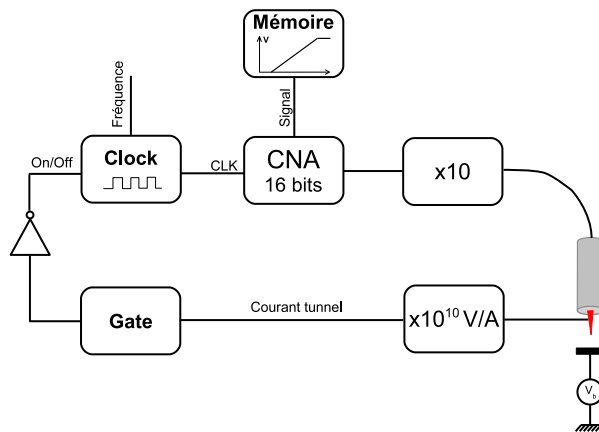 Mémoire
V
Fréquence
Signal
On/Off
Clock
CLK
CNA
16 bits
x10
Gate
Courant tunnel
x10¹⁰ V/A
V_b